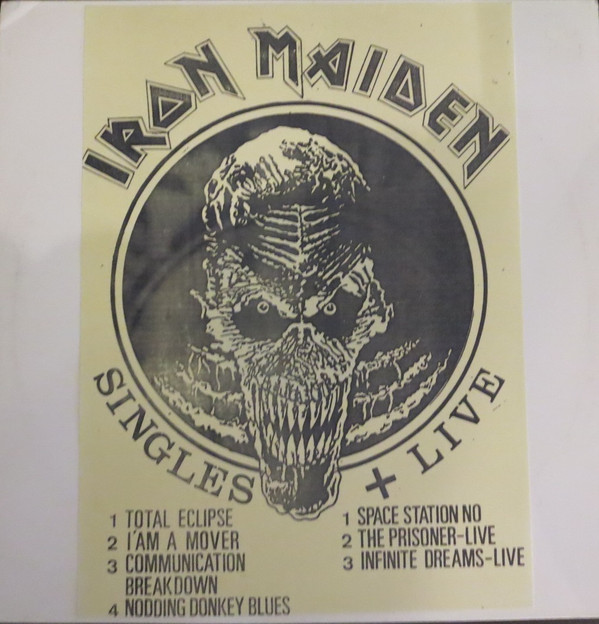 IRON MAIDEN
SINGLES + LIVE
1 TOTAL ECLIPSE
2 I'AM A MOVER
3 COMMUNICATION
BREAKDOWN
4 NODDING DONKEY BLUES
1 SPACE STATION NO
2 THE PRISONER-LIVE
3 INFINITE DREAMS-LIVE